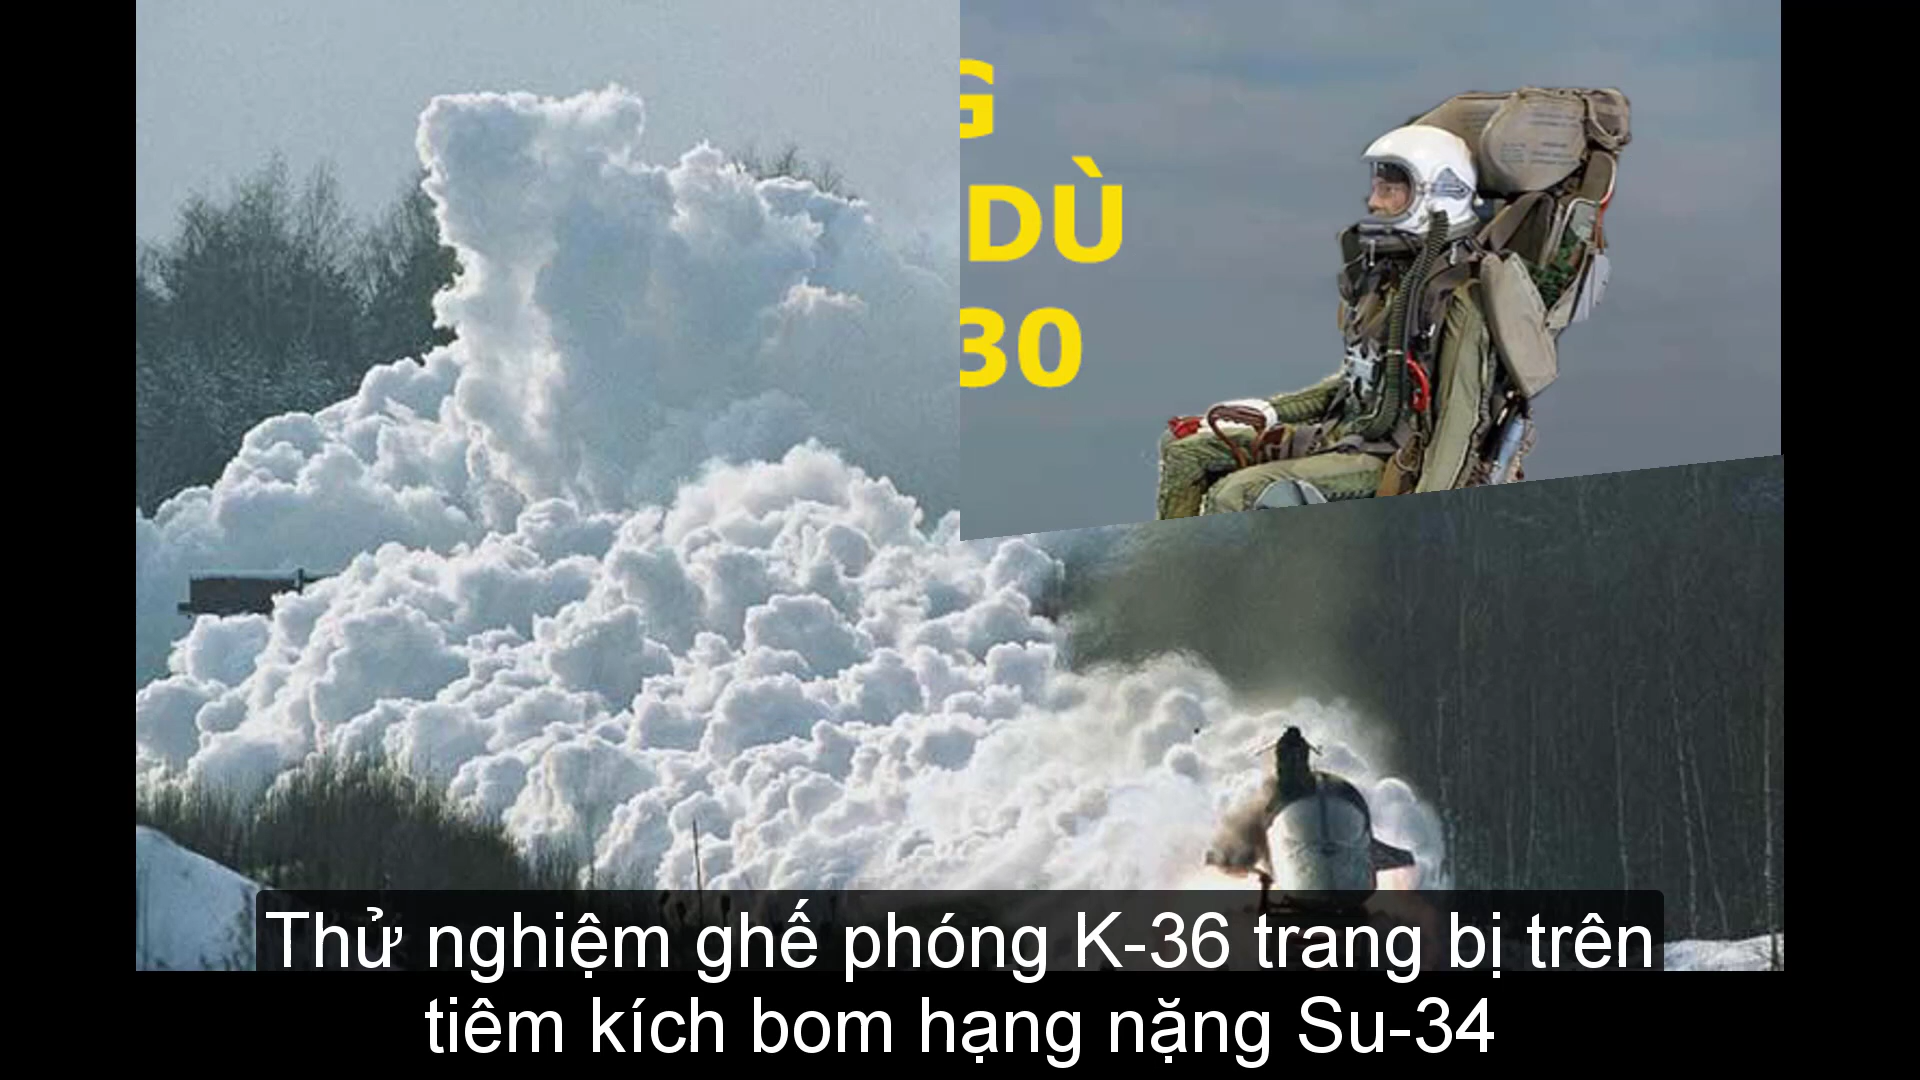 G
DÙ
30
Thử nghiệm ghế phóng K-36 trang bị trên
tiêm kích bom hạng nặng Su-34